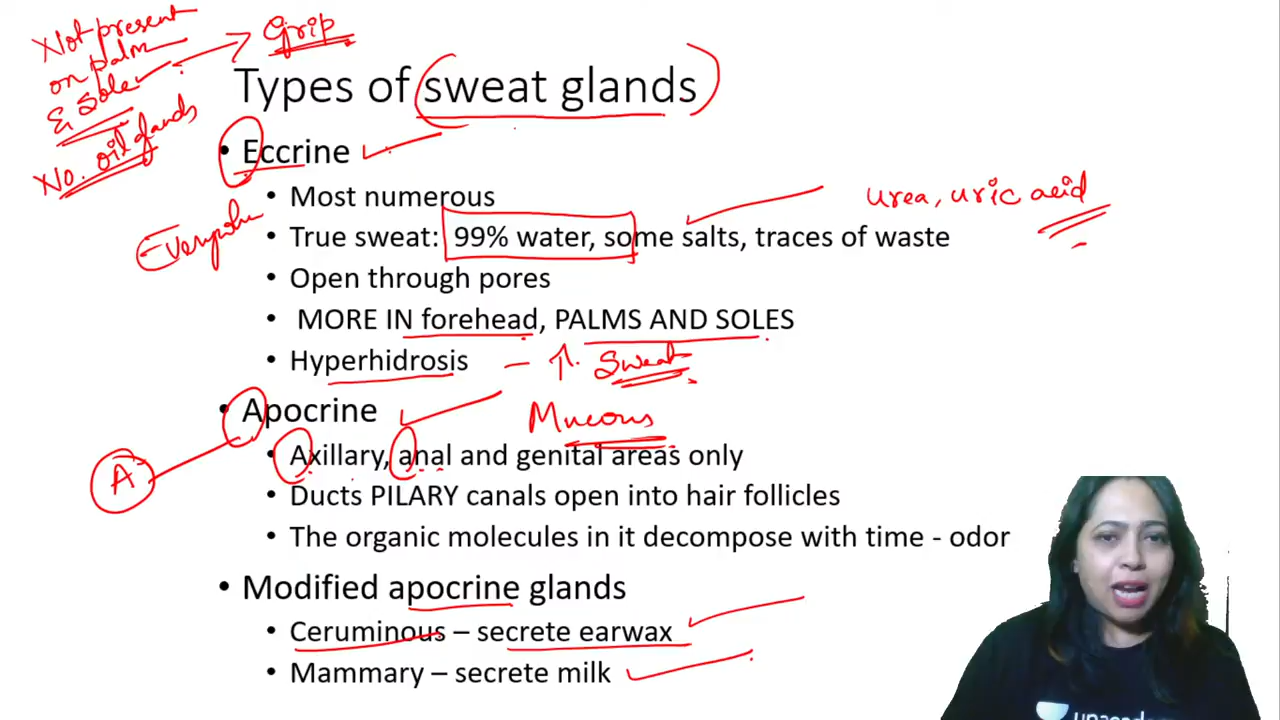 Not present
on palm
& Sole
No. oil glands
Grip
Types of sweat glands
• Eccrine
• Most numerous
• True sweat: 99% water, some salts, traces of waste
urea, uric acid
• Open through pores
• MORE IN forehead, PALMS AND SOLES
• Hyperhidrosis
– ↑ Sweat
• Apocrine
Mucous
A
• Axillary, anal and genital areas only
• Ducts PILARY canals open into hair follicles
• The organic molecules in it decompose with time - odor
• Modified apocrine glands
• Ceruminous – secrete earwax
• Mammary – secrete milk